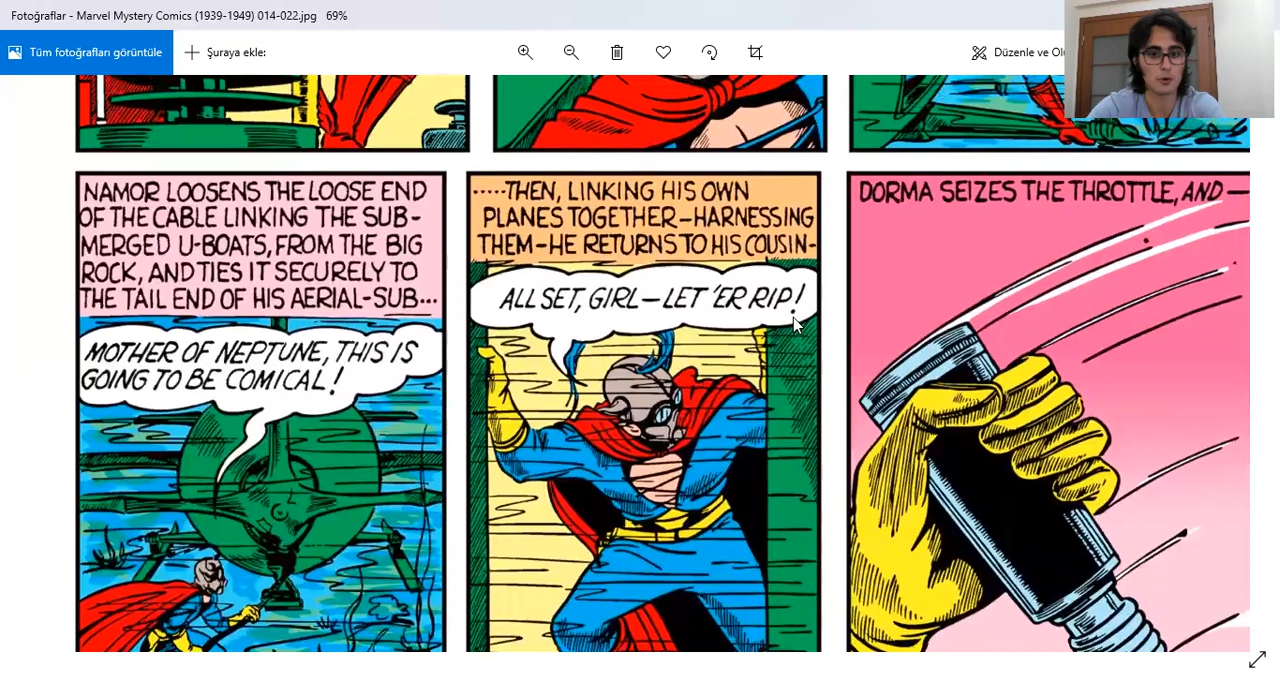 Fotoğraflar - Marvel Mystery Comics (1939-1949) 014-022.jpg 69%
Tüm fotoğrafları görüntüle
Şuraya ekle:
Düzenle ve
NAMOR LOOSENS THE LOOSE END
OF THE CABLE LINKING THE SUB-
MERGED U-BOATS, FROM THE BIG
ROCK, AND TIES IT SECURELY TO
THE TAIL END OF HIS AERIAL-SUB...
MOTHER OF NEPTUNE, THIS IS
GOING TO BE COMICAL!
.....THEN, LINKING HIS OWN
PLANES TOGETHER—HARNESSING
THEM—HE RETURNS TO HIS COUSIN-
ALL SET, GIRL—LET 'ER RIP!
DORMA SEIZES THE THROTTLE, AND—